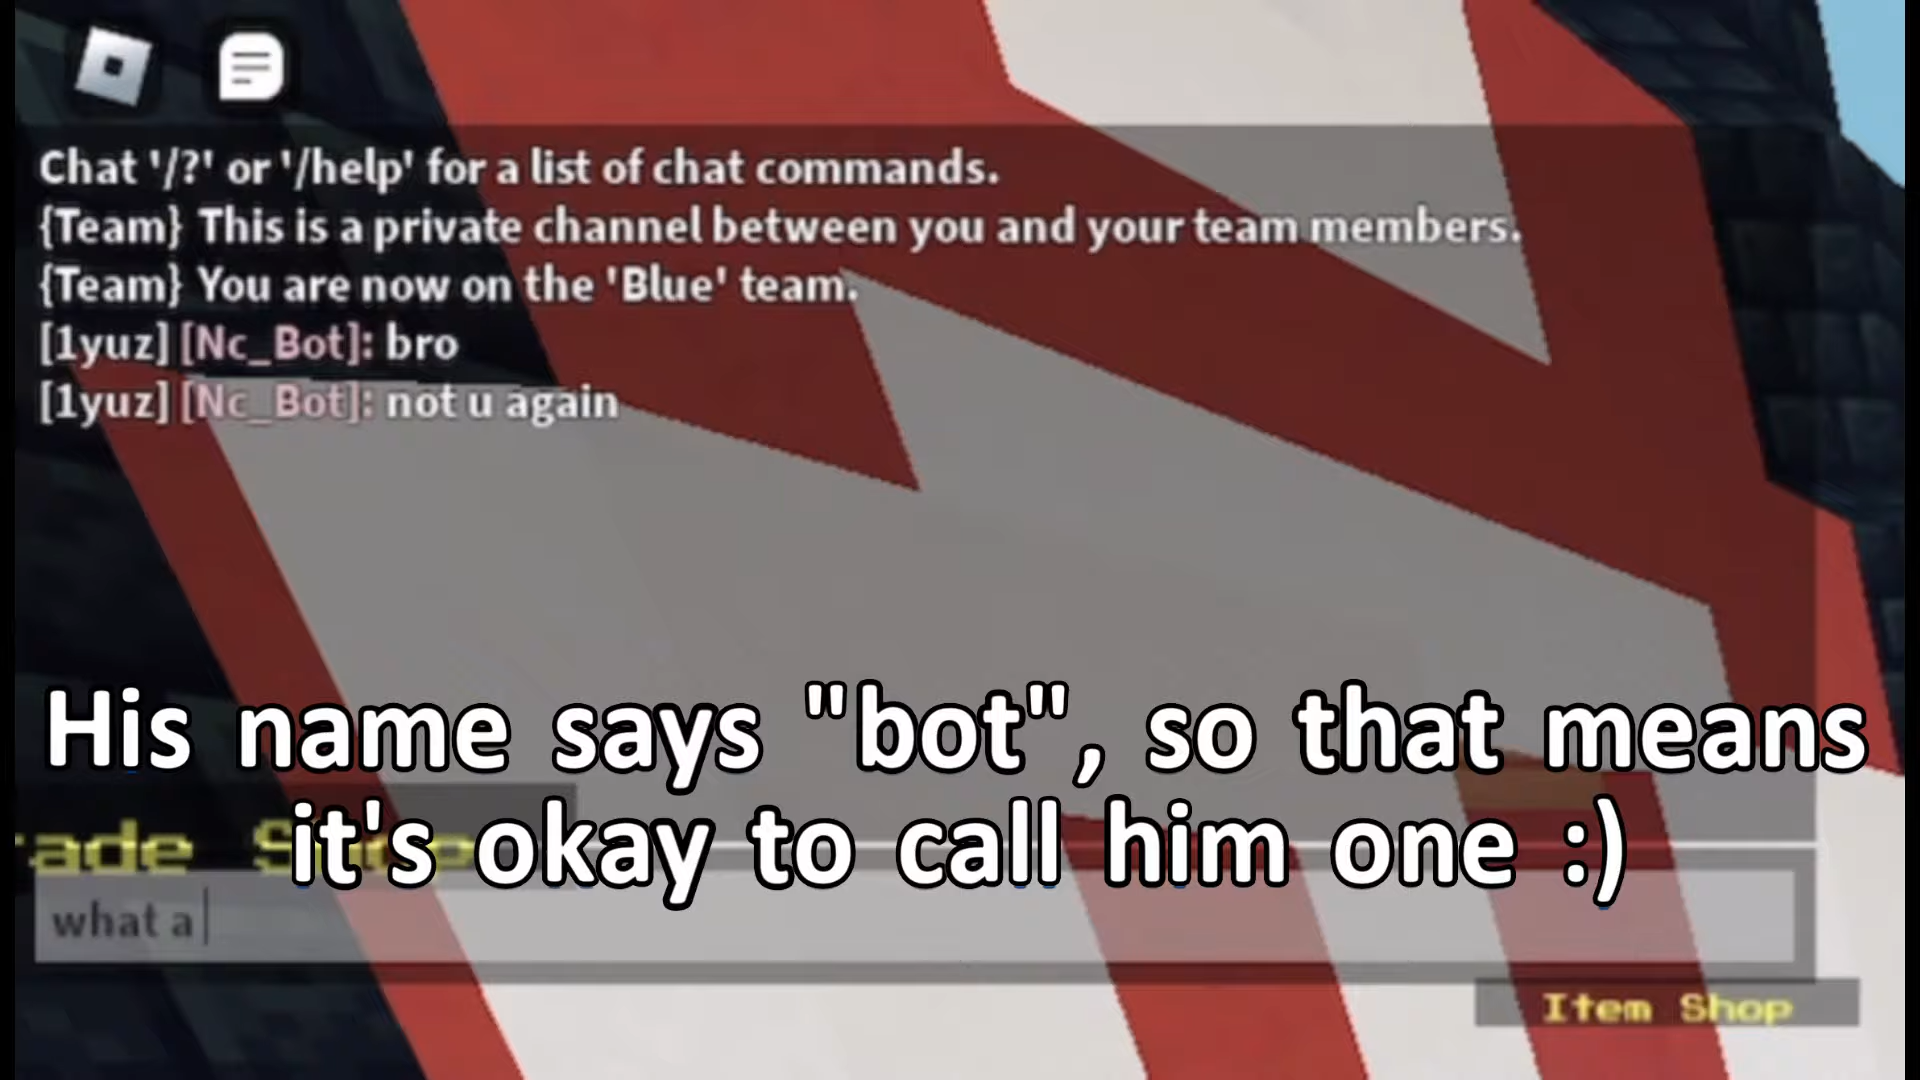 Chat '/?' or '/help' for a list of chat commands.
{Team} This is a private channel between you and your team members.
{Team} You are now on the 'Blue' team.
[1yuz] [Nc_Bot]: bro
[1yuz] [Nc_Bot]: not u again
His name says "bot", so that means
it's okay to call him one :)
what a
Item Shop